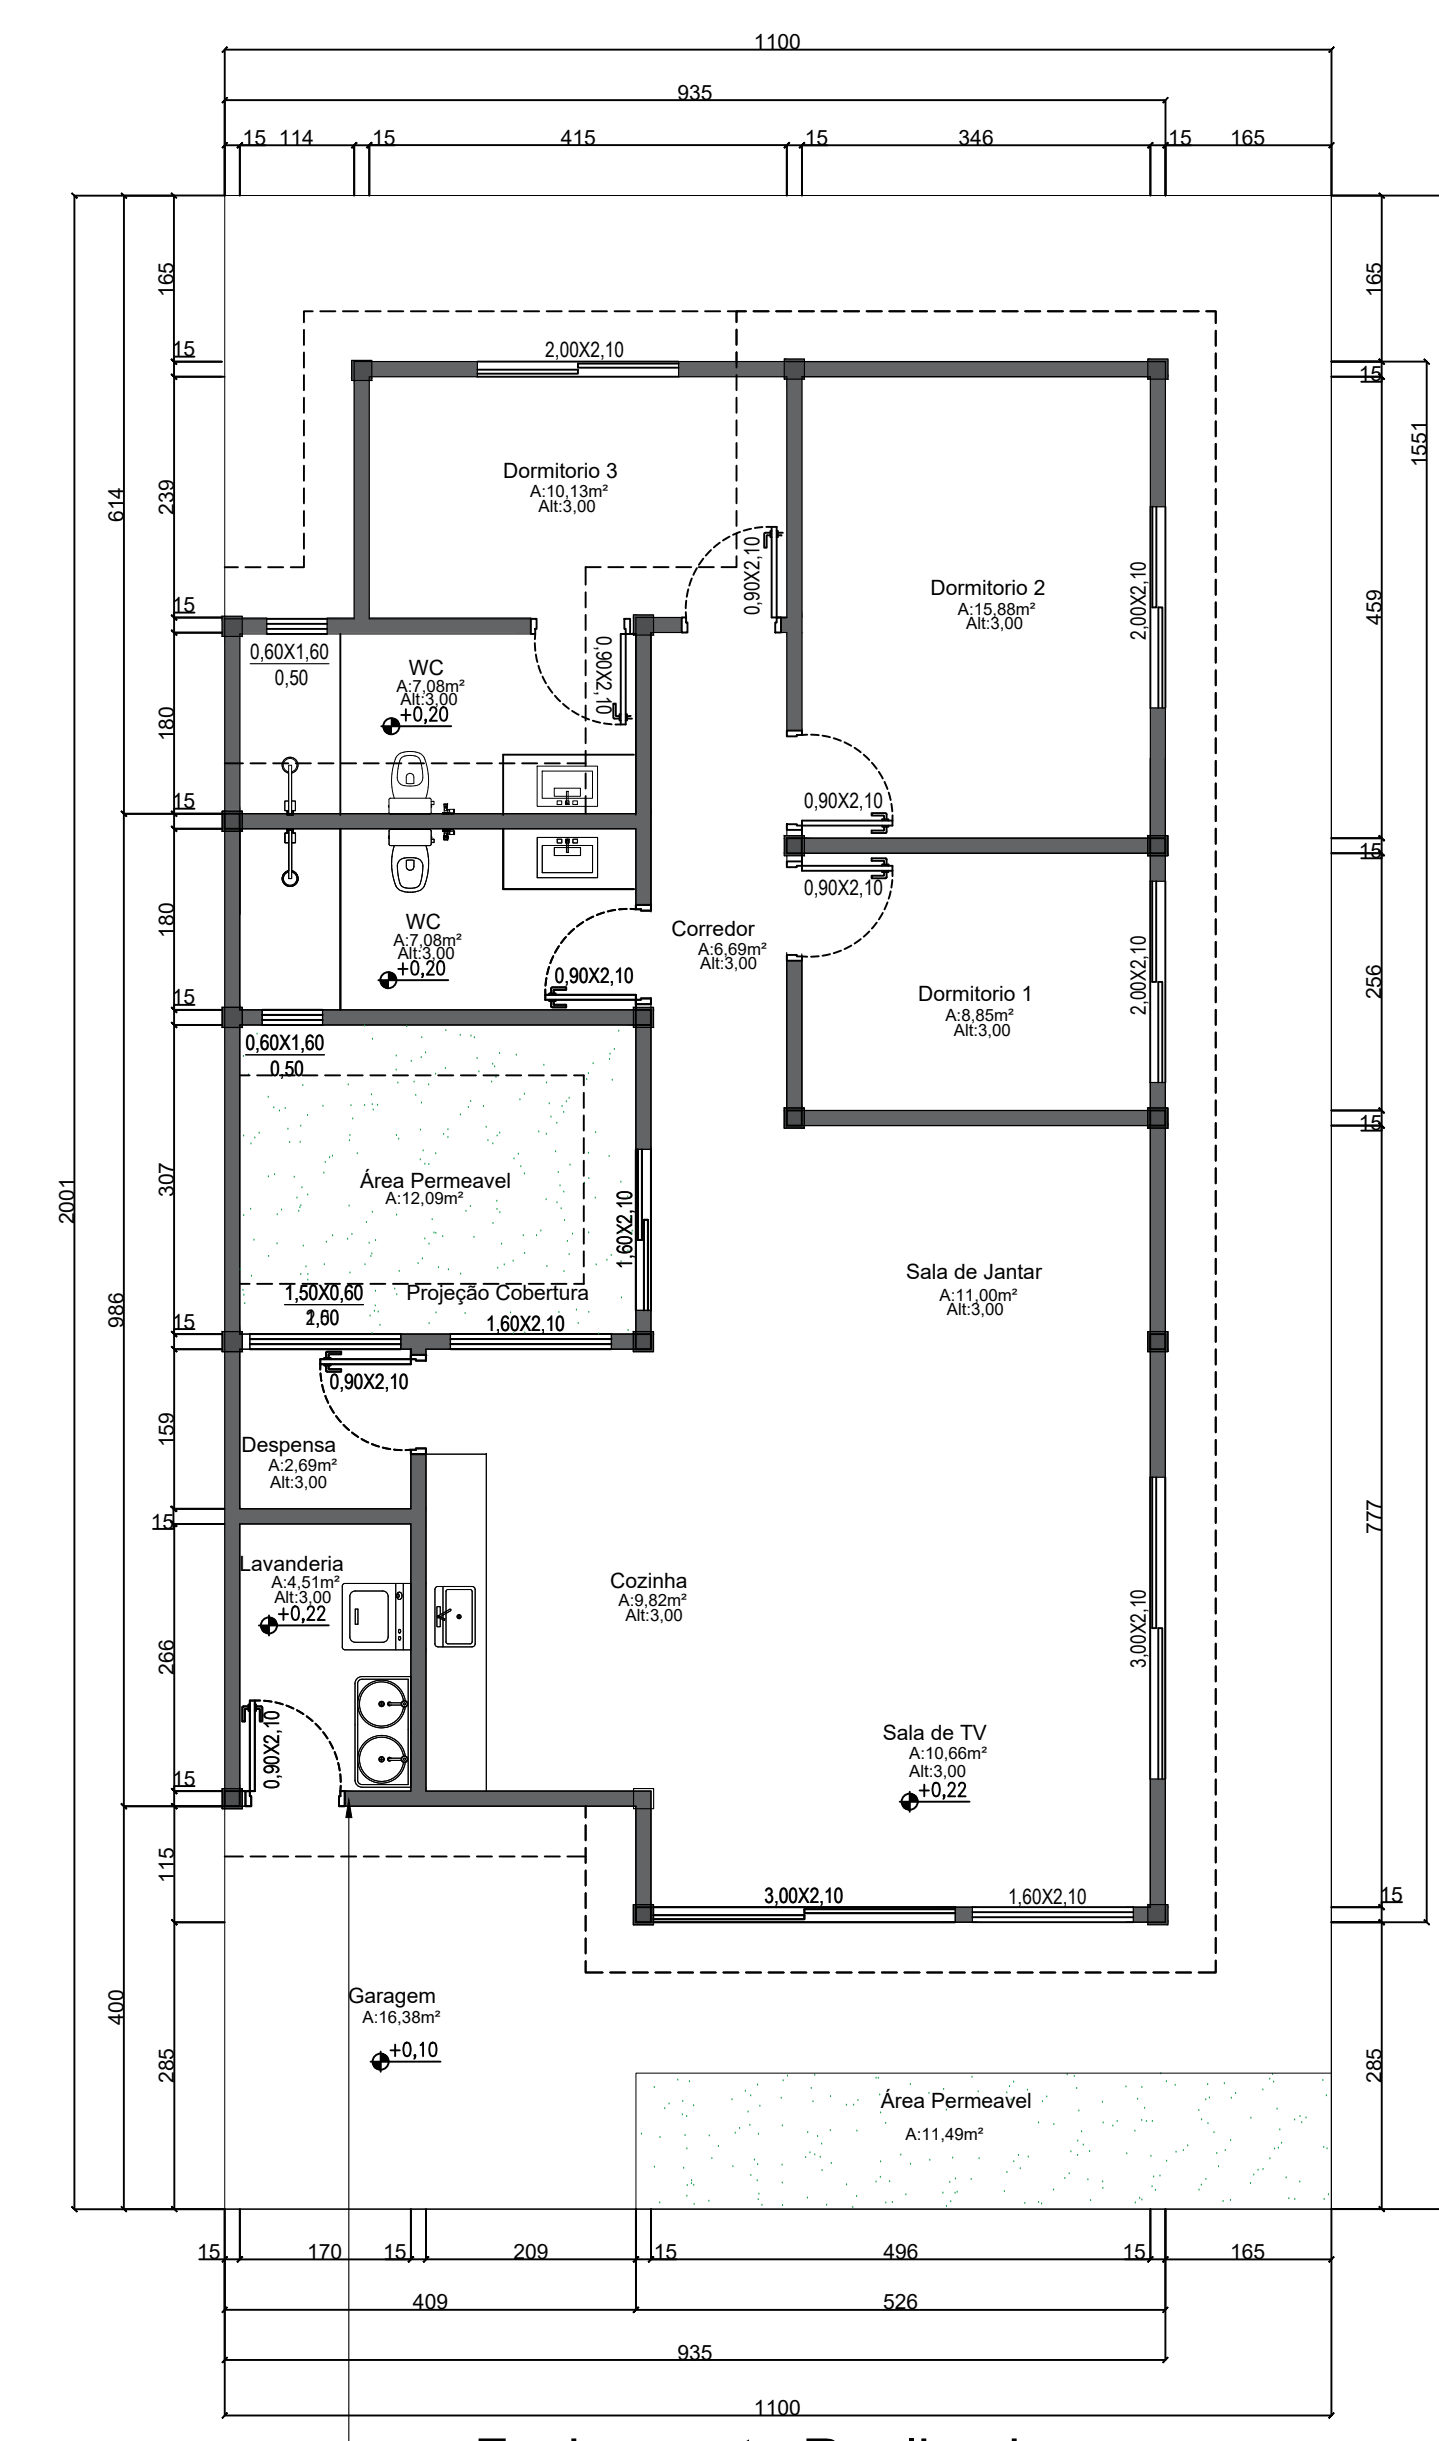 1100
935
15 114 15 415 15 346 15 165
165
165
15
2,00X2,10
15
1551
Dormitorio 3
A:10,13m²
Alt:3,00
614
239
0,90X2,10
Dormitorio 2
A:15,88m²
Alt:3,00
2,00X2,10
459
15
0,60X1,60
0,50
WC
A:7,08m²
Alt:3,00
+0,20
0,90X2,10
180
15
0,90X2,10
15
0,90X2,10
180
WC
A:7,08m²
Alt:3,00
+0,20
0,90X2,10
Corredor
A:6,69m²
Alt:3,00
Dormitorio 1
A:8,85m²
Alt:3,00
2,00X2,10
256
15
0,60X1,60
0,50
15
Área Permeavel
A:12,09m²
307
2001
1,60X2,10
Sala de Jantar
A:11,00m²
Alt:3,00
986
1,50X0,60
Projeção Cobertura
15
1,60X2,10
0,90X2,10
159
Despensa
A:2,69m²
Alt:3,00
15
777
Lavanderia
A:4,51m²
Alt:3,00
+0,22
Cozinha
A:9,82m²
Alt:3,00
3,00X2,10
266
0,90X2,10
Sala de TV
A:10,66m²
Alt:3,00
+0,22
15
115
3,00X2,10
1,60X2,10
15
Garagem
A:16,38m²
400
+0,10
285
285
Área Permeavel
A:11,49m²
15 170 15 209 15 496 15 165
409 526
935
1100